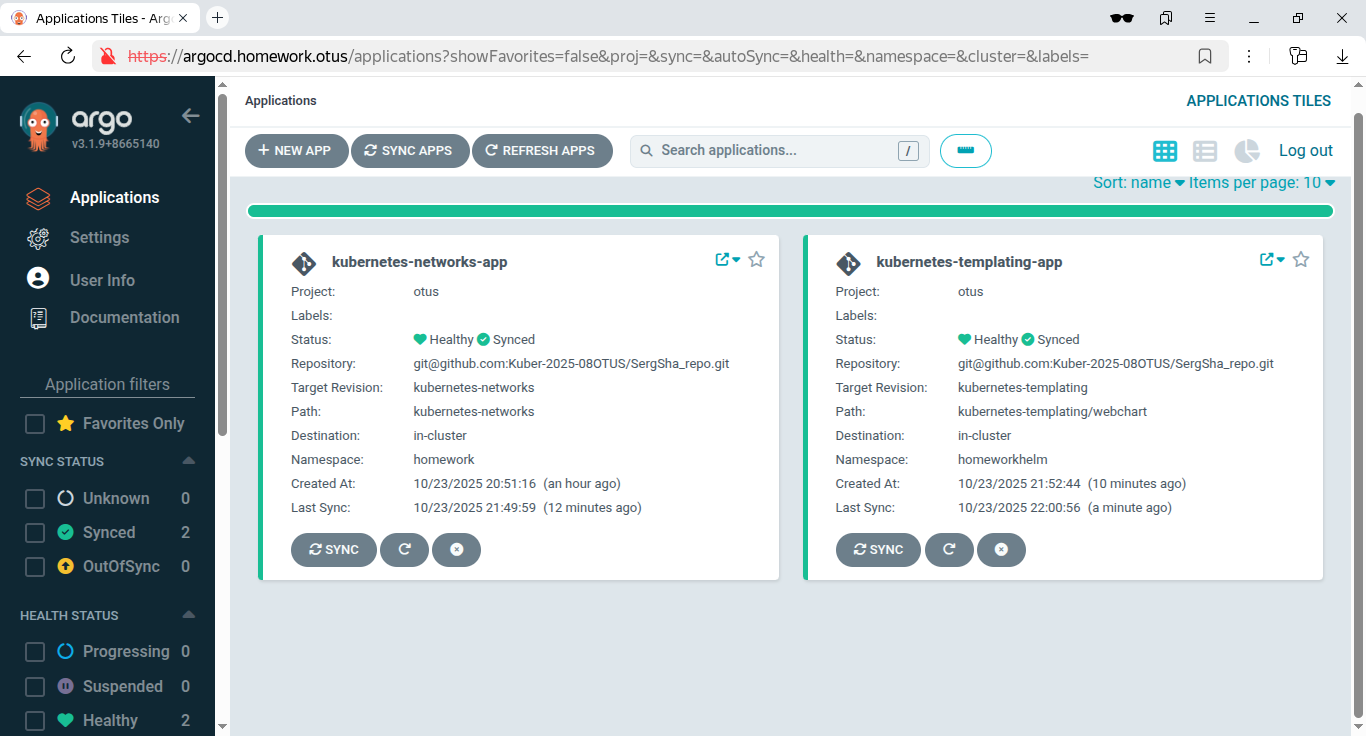 Applications Tiles - Arg
https://argocd.homework.otus/applications?showFavorites=false&proj=&sync=&autoSync=&health=&namespace=&cluster=&labels=
argo
v3.1.9+8665140
Applications
Settings
User Info
Documentation
Application filters
Favorites Only
SYNC STATUS
Unknown 0
Synced 2
OutOfSync 0
HEALTH STATUS
Progressing 0
Suspended 0
Healthy 2
Applications
APPLICATIONS TILES
+ NEW APP SYNC APPS REFRESH APPS Search applications... / Log out
Sort: name Items per page: 10
kubernetes-networks-app
Project: otus
Labels:
Status: Healthy Synced
Repository: git@github.com:Kuber-2025-08OTUS/SergSha_repo.git
Target Revision: kubernetes-networks
Path: kubernetes-networks
Destination: in-cluster
Namespace: homework
Created At: 10/23/2025 20:51:16 (an hour ago)
Last Sync: 10/23/2025 21:49:59 (12 minutes ago)
SYNC
kubernetes-templating-app
Project: otus
Labels:
Status: Healthy Synced
Repository: git@github.com:Kuber-2025-08OTUS/SergSha_repo.git
Target Revision: kubernetes-templating
Path: kubernetes-templating/webchart
Destination: in-cluster
Namespace: homeworkhelm
Created At: 10/23/2025 21:52:44 (10 minutes ago)
Last Sync: 10/23/2025 22:00:56 (a minute ago)
SYNC